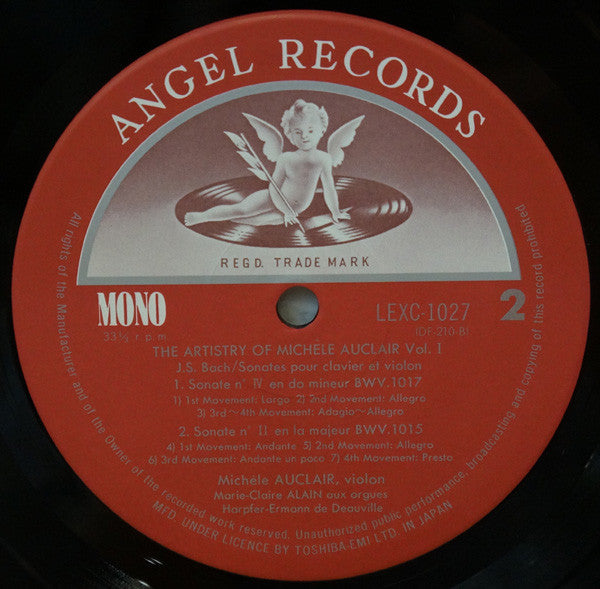 ANGEL RECORDS
REGD. TRADE MARK
MONO
33⅓ r.p.m
LEXC-1027
(OP-210-B)
2
THE ARTISTRY OF MICHÈLE AUCLAIR Vol. I
J.S. Bach/Sonates pour clavier et violon
1. Sonate n° IV en do mineur BWV.1017
1) 1st Movement: Largo 2) 2nd Movement: Allegro
3) 3rd~4th Movement: Adagio~Allegro
2. Sonate n° II en la majeur BWV.1015
4) 1st Movement: Andante 5) 2nd Movement: Allegro
6) 3rd Movement: Andante un poco 7) 4th Movement: Presto
Michèle AUCLAIR, violon
Marie-Claire ALAIN aux orgues
Harpfer-Ermann de Deauville
All rights of the Manufacturer and of the Owner of the recorded work reserved. Unauthorized public performance, broadcasting and copying of this record prohibited
MFD. UNDER LICENCE BY TOSHIBA-EMI LTD. IN JAPAN